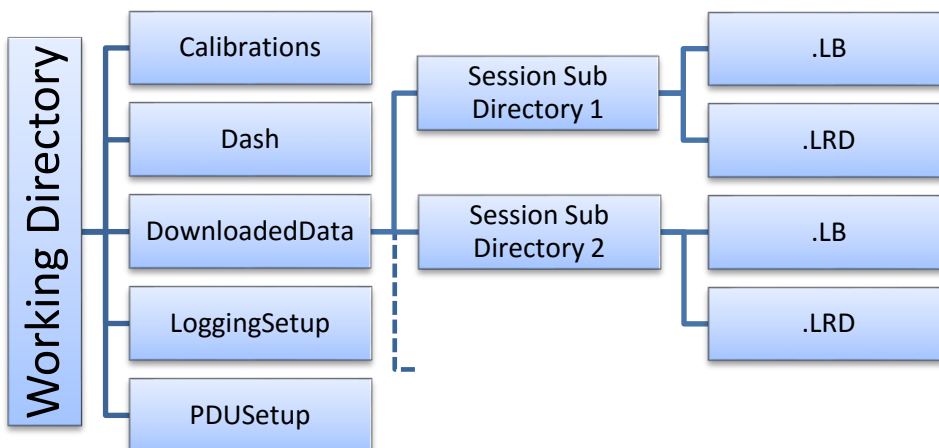 Working Directory
Calibrations
Dash
DownloadedData
LoggingSetup
PDUSetup
Session Sub
Directory 1
Session Sub
Directory 2
.LB
.LRD
.LB
.LRD